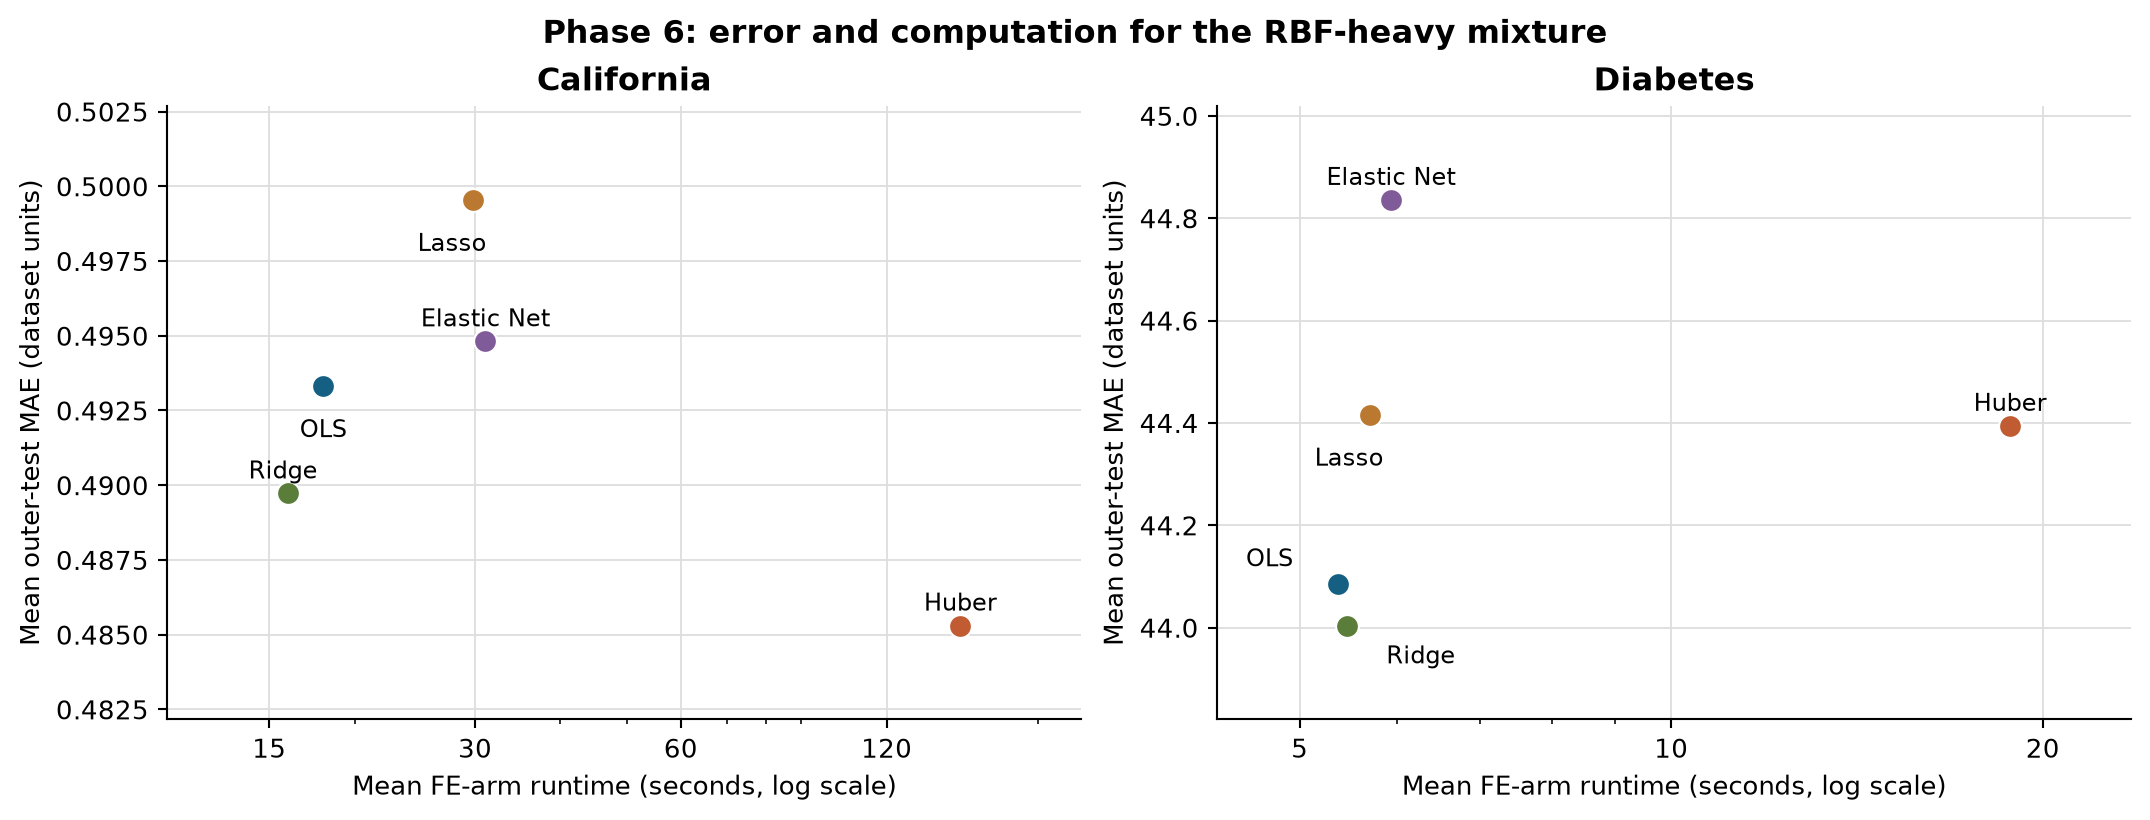 Phase 6: error and computation for the RBF-heavy mixture
California
Mean outer-test MAE (dataset units)
0.5025
0.5000
0.4975
0.4950
0.4925
0.4900
0.4875
0.4850
0.4825
Lasso
Elastic Net
OLS
Ridge
Huber
15
30
60
120
Mean FE-arm runtime (seconds, log scale)
Diabetes
Mean outer-test MAE (dataset units)
45.0
44.8
44.6
44.4
44.2
44.0
Elastic Net
Huber
Lasso
OLS
Ridge
5
10
20
Mean FE-arm runtime (seconds, log scale)